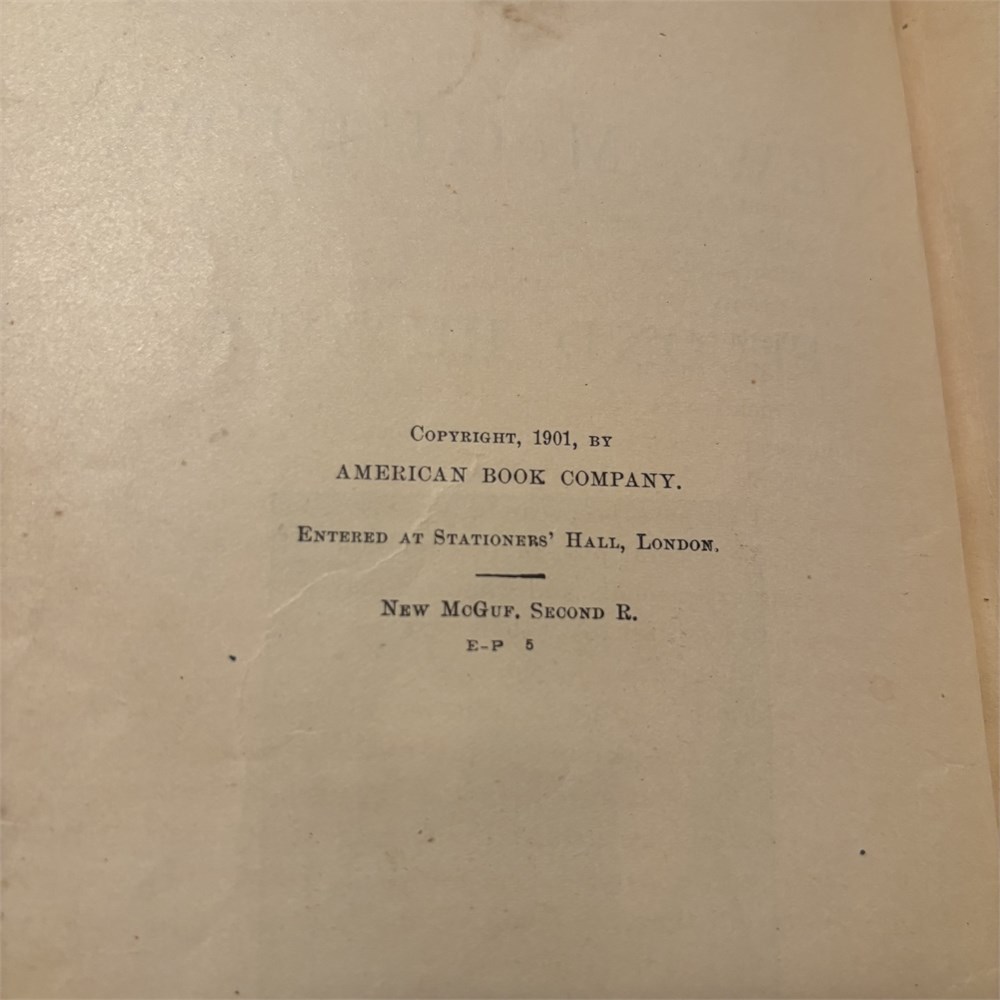 Copyright, 1901, by
AMERICAN BOOK COMPANY.
Entered at Stationers' Hall, London.
New McGuf. Second R.
E-P 5